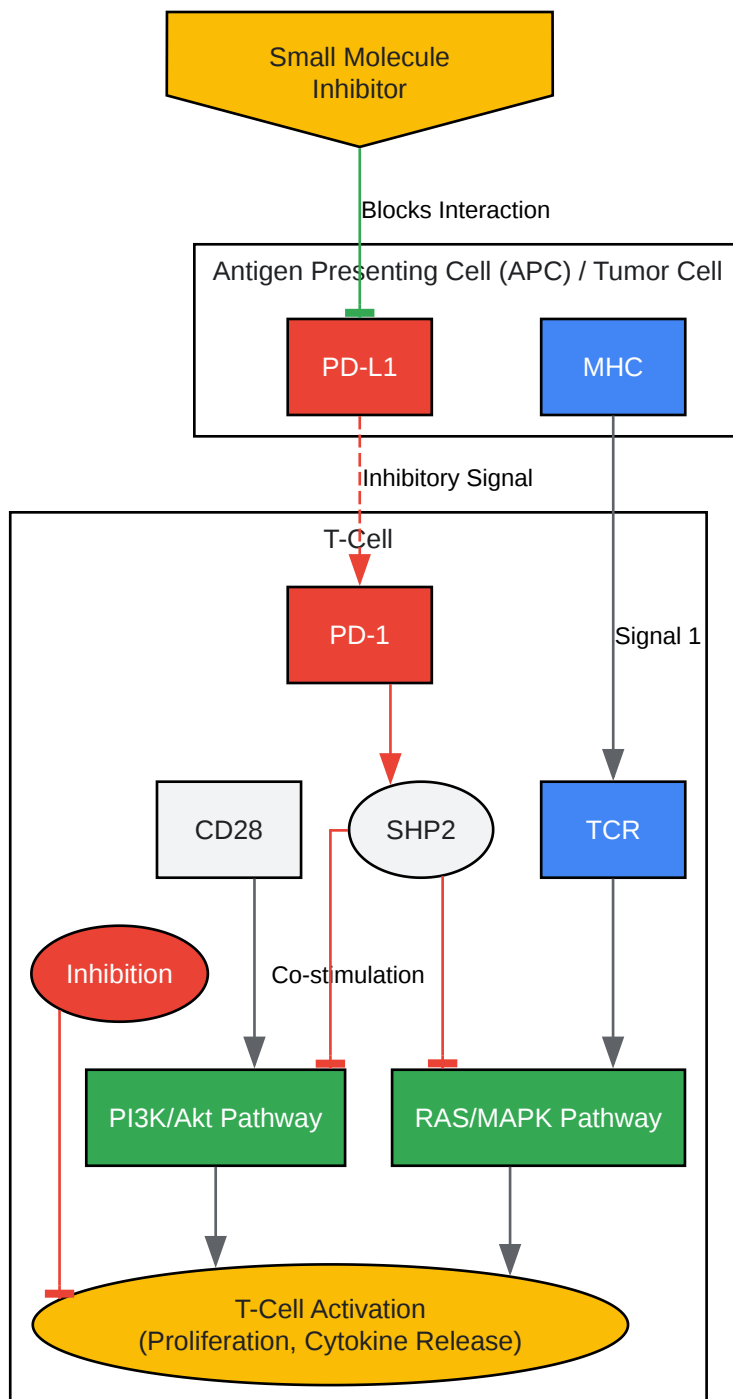 Small Molecule
Inhibitor
Blocks Interaction
Antigen Presenting Cell (APC) / Tumor Cell
PD-L1
MHC
Inhibitory Signal
T-Cell
PD-1
Signal 1
CD28
SHP2
TCR
Inhibition
Co-stimulation
PI3K/Akt Pathway
RAS/MAPK Pathway
T-Cell Activation
(Proliferation, Cytokine Release)